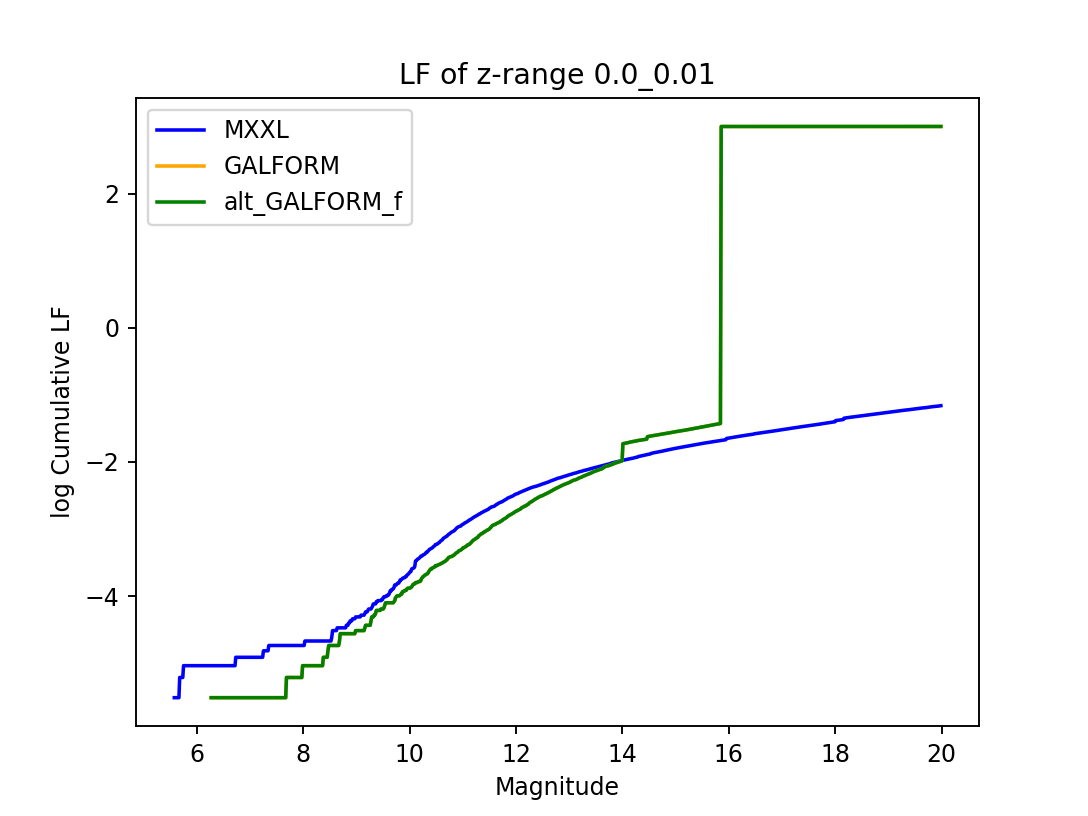 LF of z-range 0.0_0.01
MXXL
GALFORM
alt_GALFORM_f
log Cumulative LF
2
0
−2
−4
6 8 10 12 14 16 18 20
Magnitude